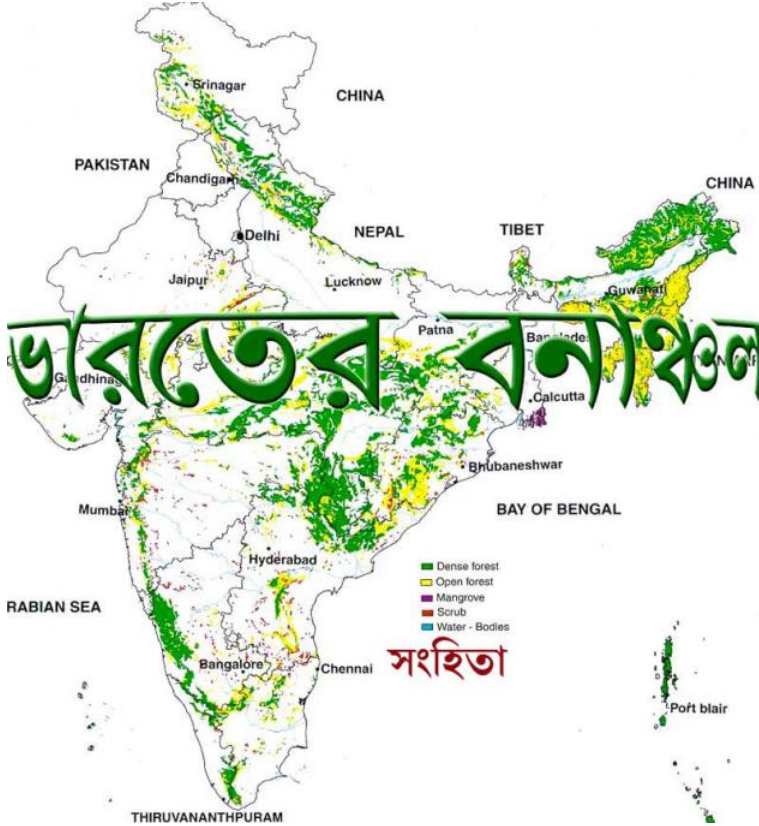 Srinagar
CHINA
PAKISTAN
Chandigarh
CHINA
Delhi
NEPAL
TIBET
Jaipur
Lucknow
Guwahati
ভারতের বনাঞ্চল
Patna
Calcutta
Bhubaneshwar
Mumbai
BAY OF BENGAL
Hyderabad
Dense forest
Open forest
Mangrove
Scrub
Water - Bodies
RABIAN SEA
সংহিতা
Bangalore
Chennai
Port blair
THIRUVANANTHPURAM